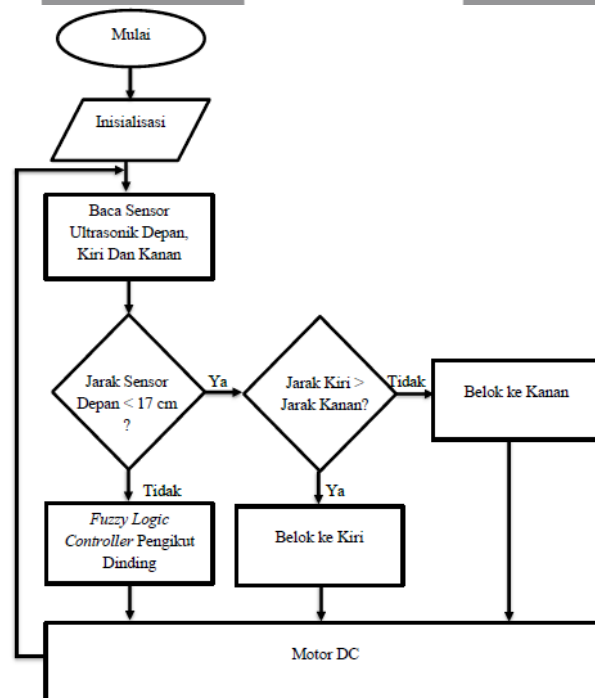 Mulai
Inisialisasi
Baca Sensor
Ultrasonik Depan,
Kiri Dan Kanan
Jarak Sensor
Depan < 17 cm
?
Ya
Jarak Kiri >
Jarak Kanan?
Tidak
Belok ke Kanan
Tidak
Ya
Fuzzy Logic
Controller Pengikut
Dinding
Belok ke Kiri
Motor DC